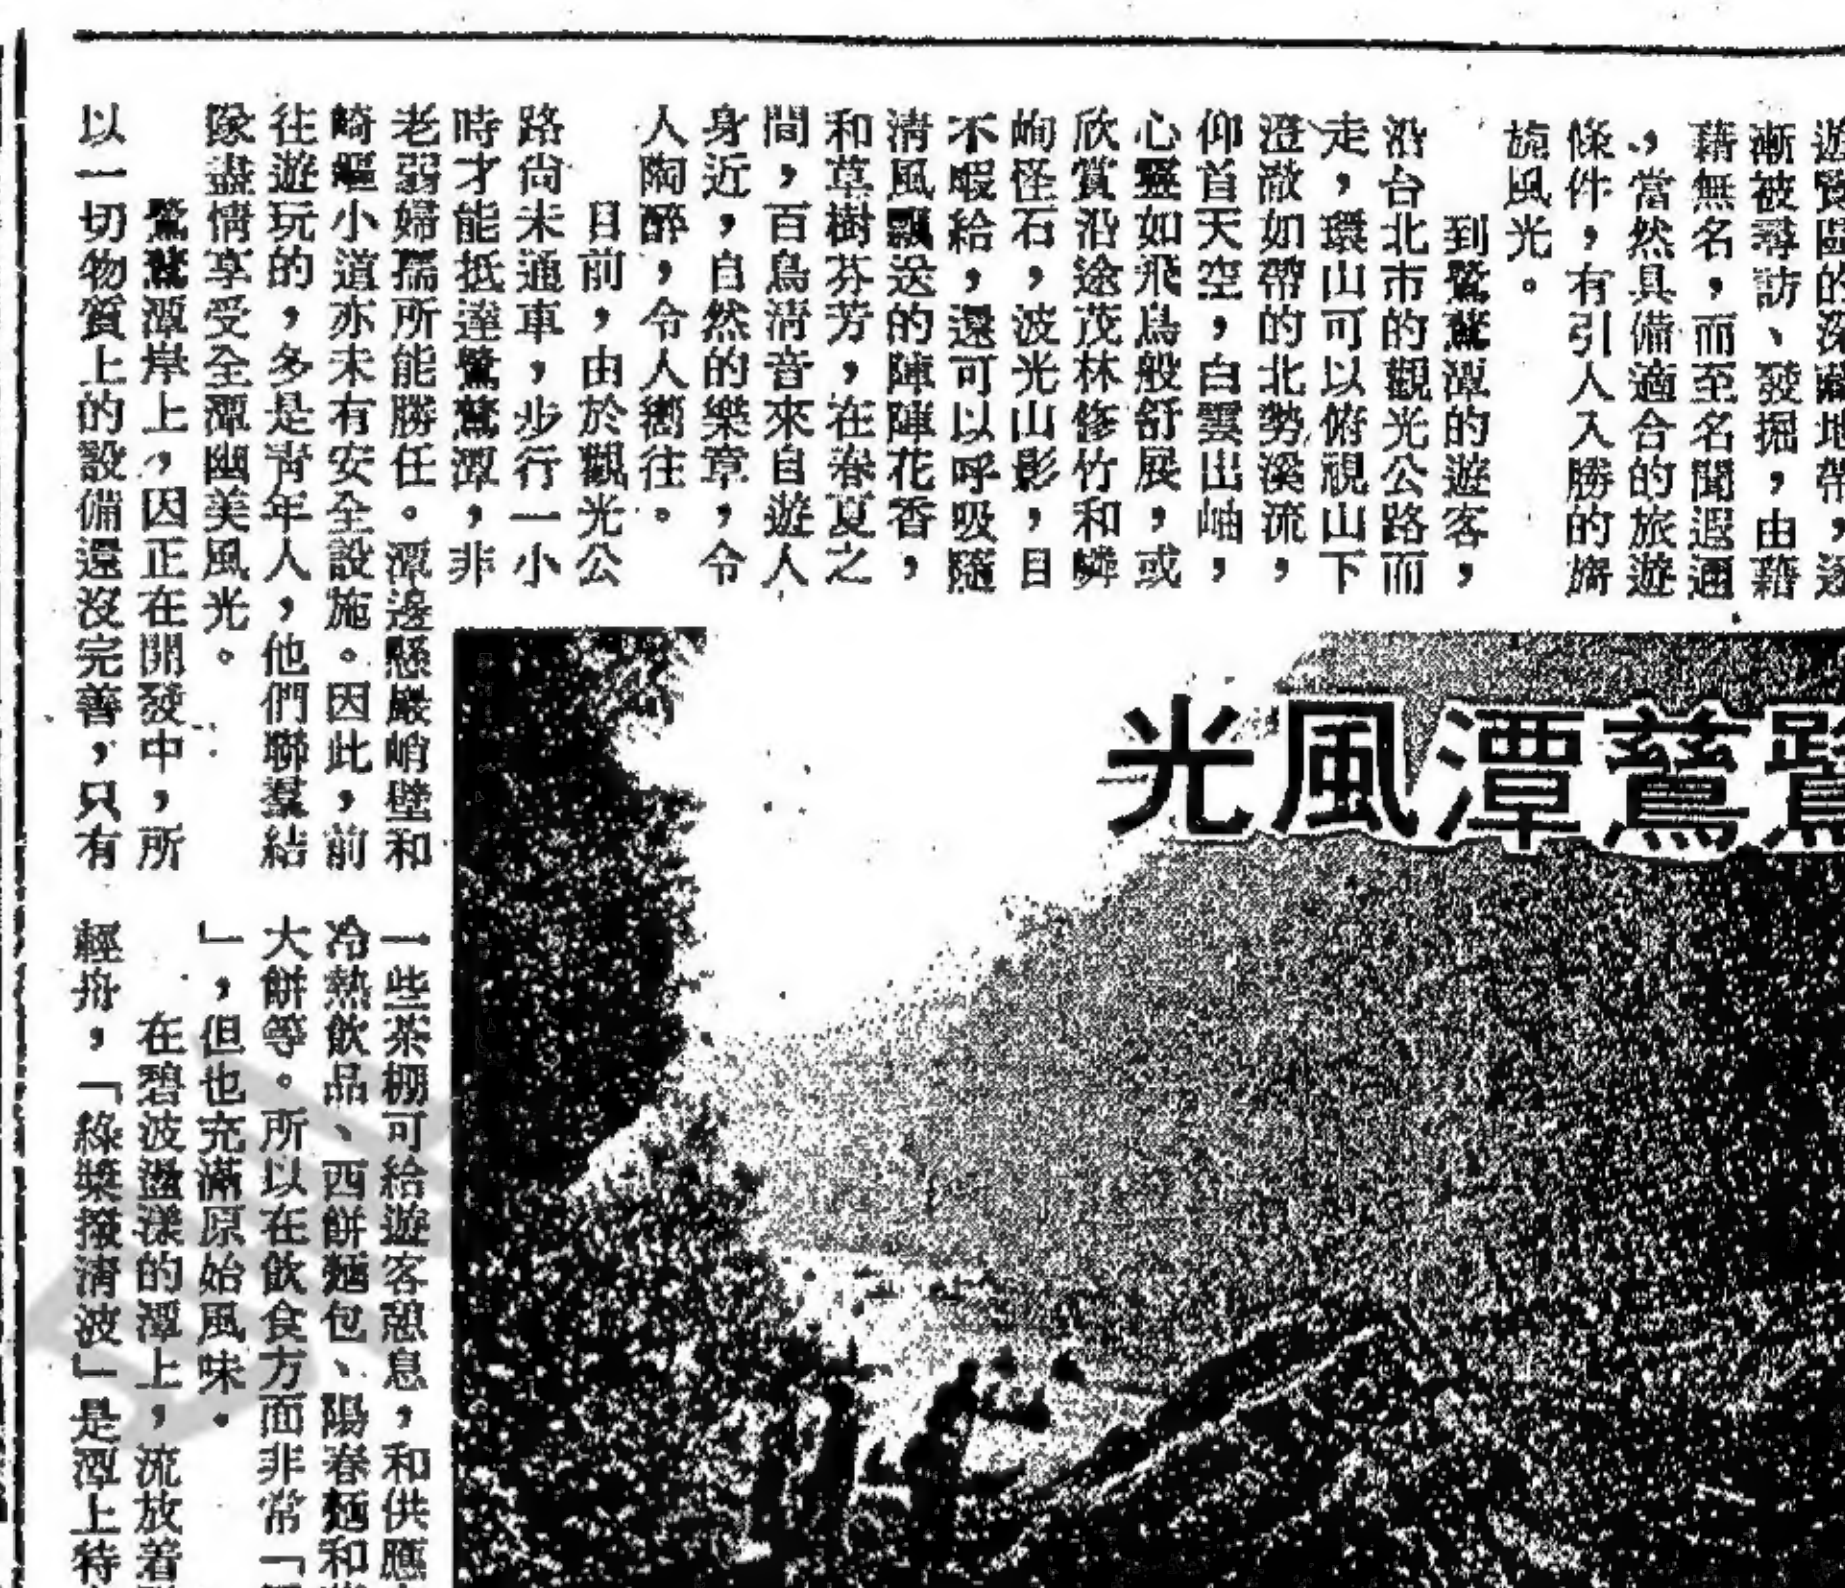 遊覽區的深藏地帶，逐
漸被尋訪、發掘，由藉
藉無名，而至名聞遐邇
，當然具備適合的旅遊
條件，有引人入勝的旖
旎風光。
到鷺鷥潭的遊客，
沿台北市的觀光公路而
走，環山可以俯視山下
澄澈如帶的北勢溪流，
仰首天空，白雲出岫，
心靈如飛鳥般舒展，或
欣賞沿途茂林修竹和嶙
峋怪石，波光山影，目
不暇給，還可以呼吸隨
清風飄送的陣陣花香，
和草樹芬芳，在春夏之
間，百鳥清音來自遊人
身近，自然的樂章，令
人陶醉，令人嚮往。
目前，由於觀光公
路尚未通車，步行一小
時才能抵達鷺鷥潭，非
老弱婦孺所能勝任。潭邊懸巖峭壁和
崎嶇小道亦未有安全設施。因此，前
往遊玩的，多是青年人，他們聯羣結
隊盡情享受全潭幽美風光。
鷺鷥潭岸上，因正在開發中，所
以一切物質上的設備還沒完善，只有
鷺鷥潭風光
一些茶棚可給遊客憩息，和供應
冷熱飲品、西餅麵包、陽春麵和
大餅等。所以在飲食方面非常「
」，但也充滿原始風味。
在碧波盪漾的潭上，流放着
輕舟，「綠槳撥清波」是潭上特